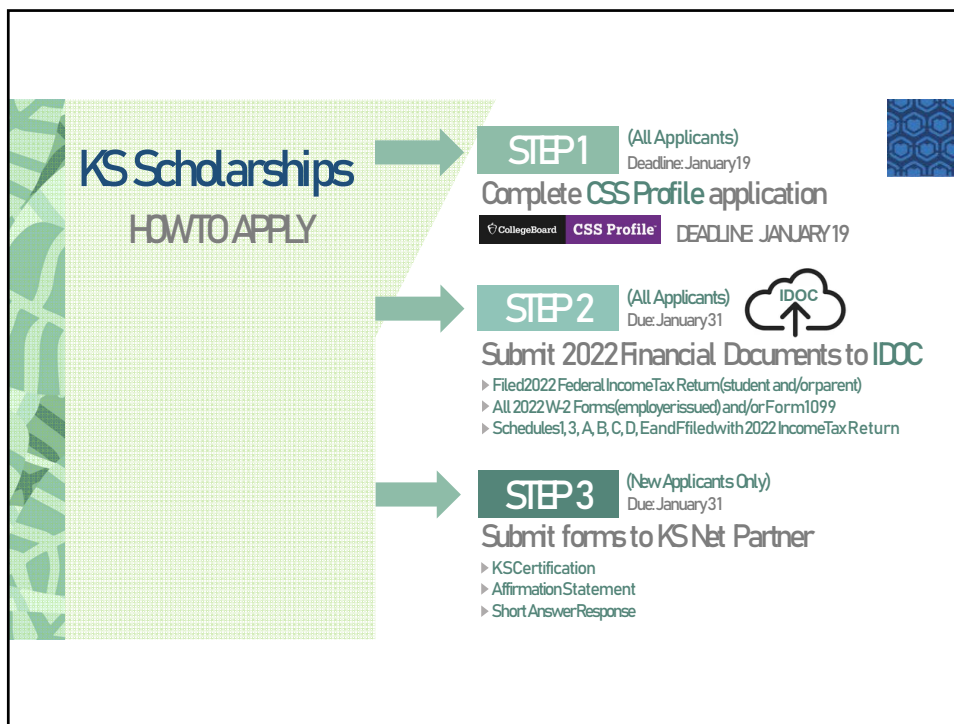 KS Scholarships
HOW TO APPLY
STEP 1
(All Applicants)
Deadline: January 19
Complete CSS Profile application
CollegeBoard CSS Profile
DEADLINE: JANUARY 19
STEP 2
(All Applicants)
Due: January 31
IDOC
Submit 2022 Financial Documents to IDOC
Filed 2022 Federal Income Tax Return (student and/or parent)
All 2022 W-2 Forms (employer issued) and/or Form 1099
Schedules 1, 3, A, B, C, D, E and F filed with 2022 Income Tax Return
STEP 3
(New Applicants Only)
Due: January 31
Submit forms to KS Net Partner
KS Certification
Affirmation Statement
Short Answer Response